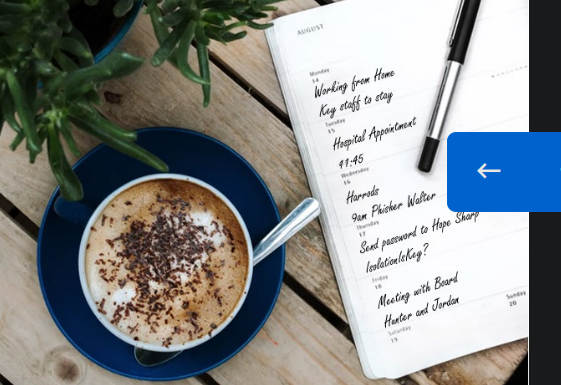 AUGUST
Monday
14
Working from Home
Key staff to stay
Tuesday
15
Hospital Appointment
11:45
Wednesday
16
Harrods
9am Phisher Walter
Thursday
17
Send password to Hope Sharp
IsolationIsKey?
Friday
18
Meeting with Board
Hunter and Jordan
Saturday
19
Sunday
20